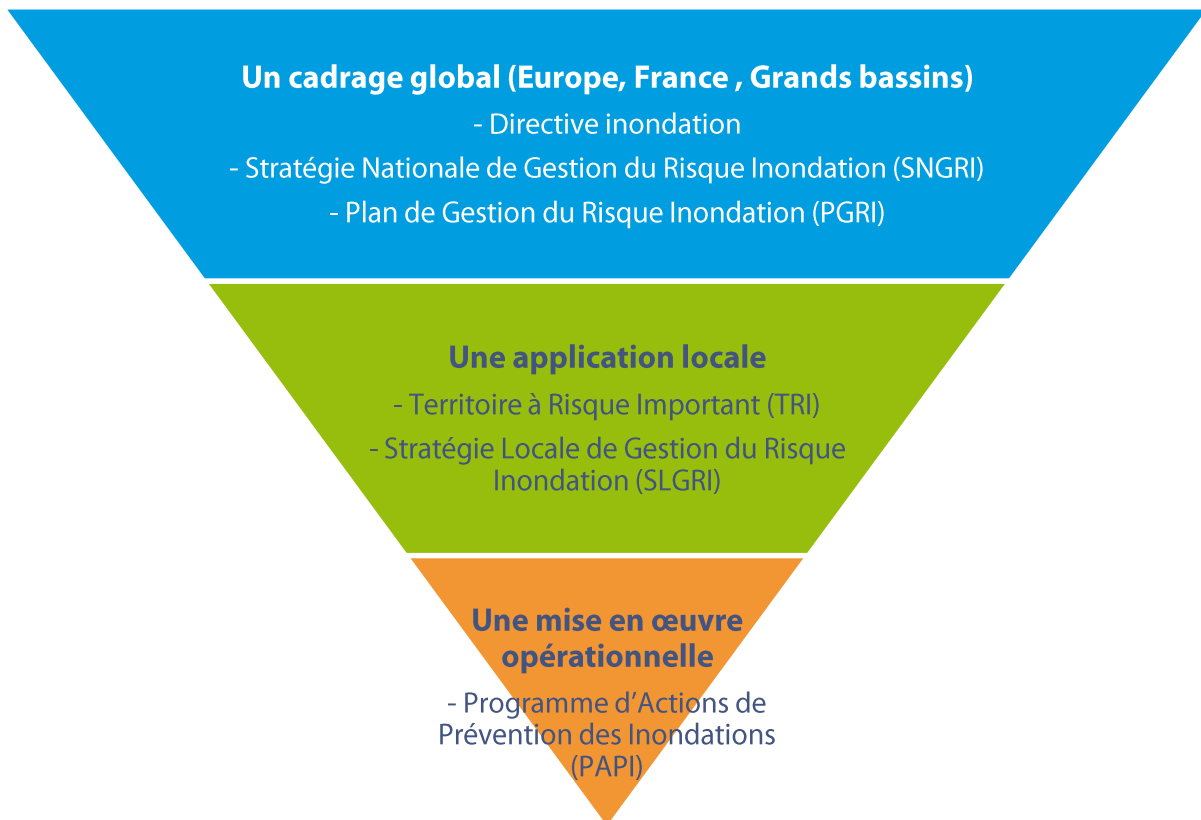 Un cadrage global (Europe, France , Grands bassins)
- Directive inondation
- Stratégie Nationale de Gestion du Risque Inondation (SNGRI)
- Plan de Gestion du Risque Inondation (PGRI)
Une application locale
- Territoire à Risque Important (TRI)
- Stratégie Locale de Gestion du Risque
Inondation (SLGRI)
Une mise en œuvre
opérationnelle
- Programme d’Actions de
Prévention des Inondations
(PAPI)